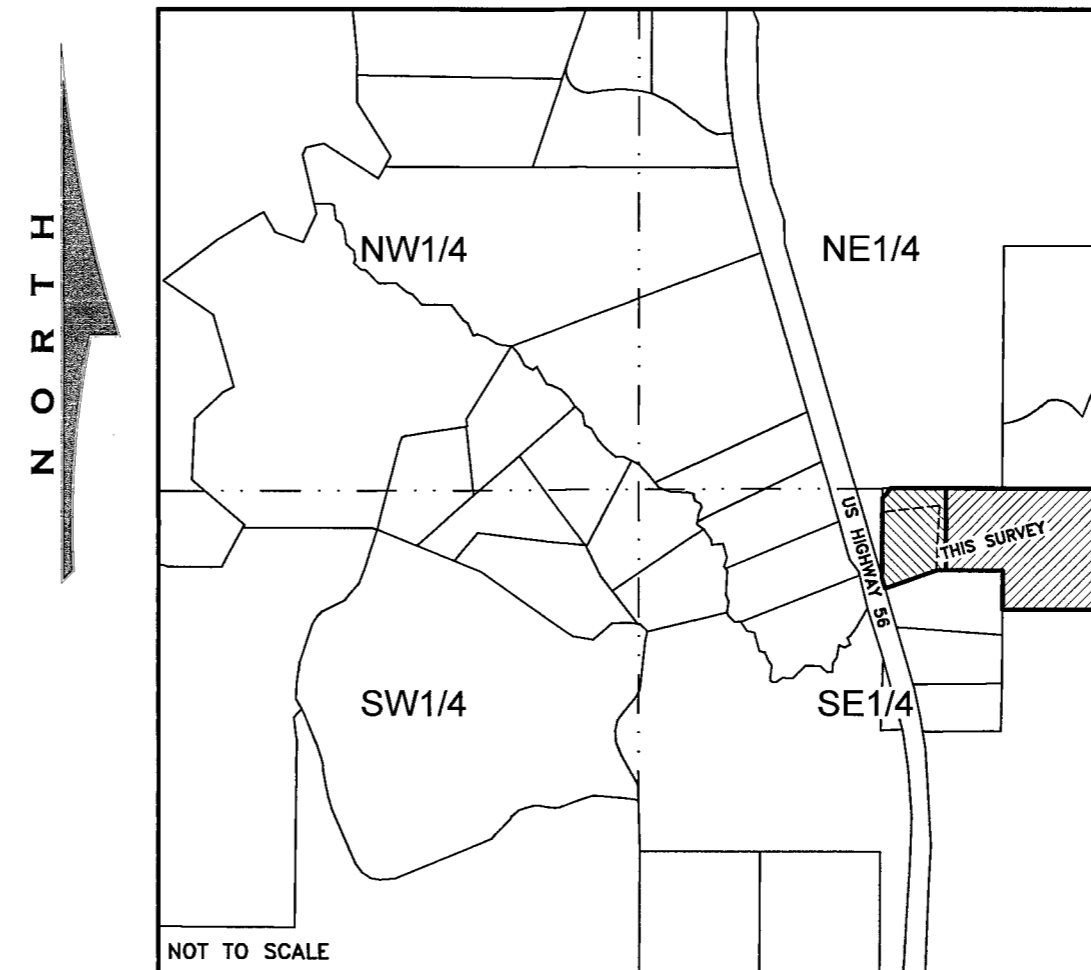 NORTH
NW1/4
NE1/4
US HIGHWAY 56
THIS SURVEY
SW1/4
SE1/4
NOT TO SCALE